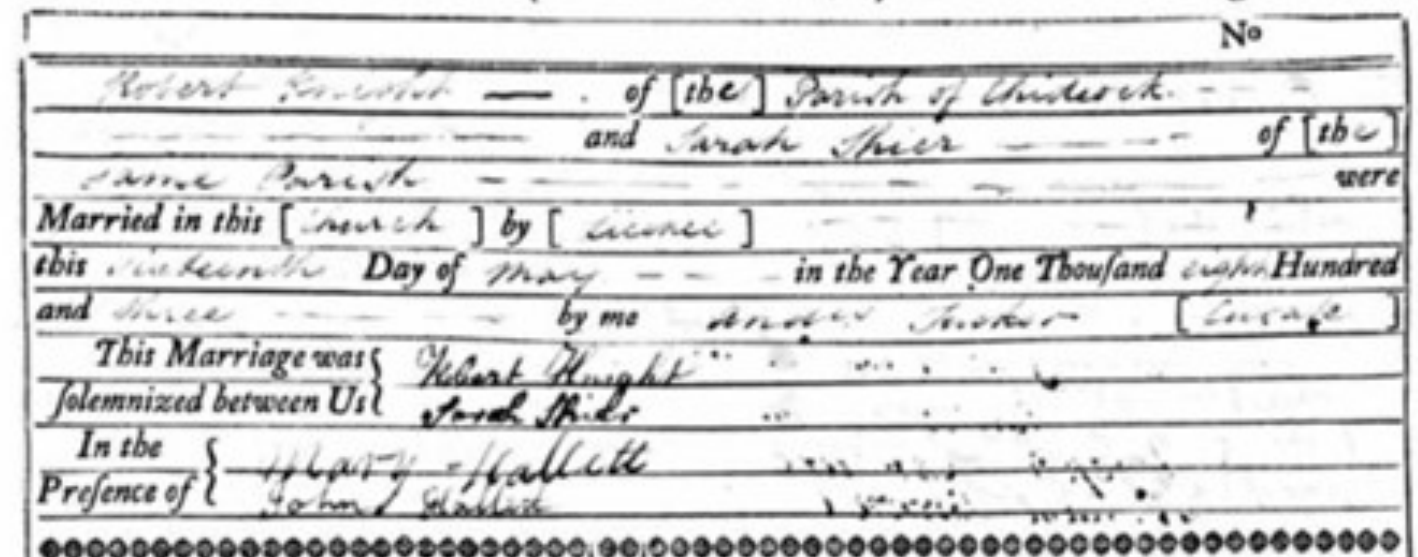 No
Robert Knight of [the] Parish of Chideock
and Sarah Shier of [the
same Parish were
Married in this [Church] by [Licence]
this sixteenth Day of May in the Year One Thouſand eight Hundred
and three by me Tucker [Curate]
This Marriage was Robert Knight
ſolemnized between Us Sarah
In the Mary Hallett
Preſence of John Hallett